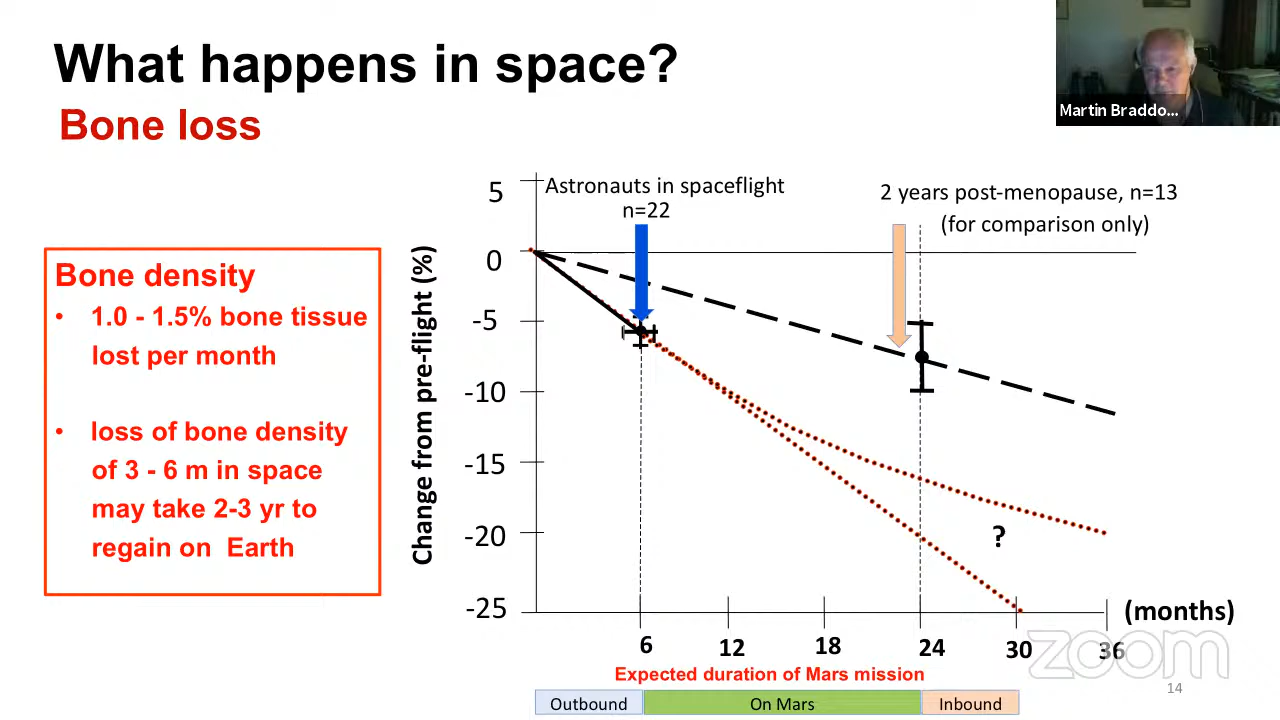 What happens in space?
Bone loss
Martin Braddo...
Bone density
• 1.0 - 1.5% bone tissue
lost per month
• loss of bone density
of 3 - 6 m in space
may take 2-3 yr to
regain on Earth
Change from pre-flight (%)
5
0
-5
-10
-15
-20
-25
Astronauts in spaceflight
n=22
2 years post-menopause, n=13
(for comparison only)
?
(months)
6 12 18 24 30 36
Expected duration of Mars mission
Outbound On Mars Inbound
zoom
14